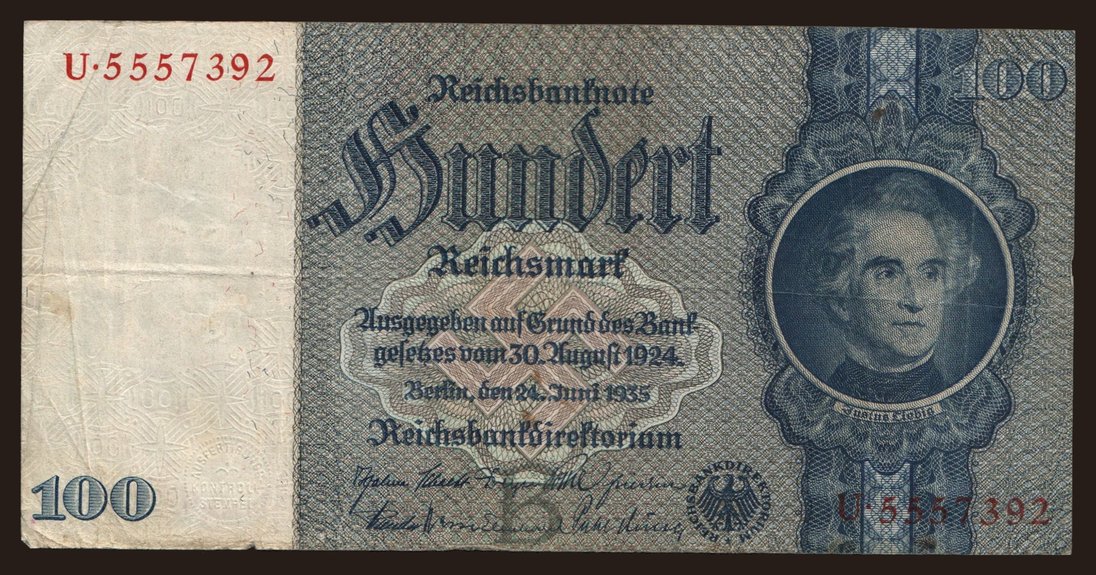 U·5557392
Reichsbanknote
100
Hundert
Reichsmark
Ausgegeben auf Grund des Bank-
gesetzes vom 30. August 1924.
Berlin, den 24. Juni 1935
Reichsbankdirektorium
Justus Liebig
100
B
REICHSBANKDIREKTORIUM
U·5557392